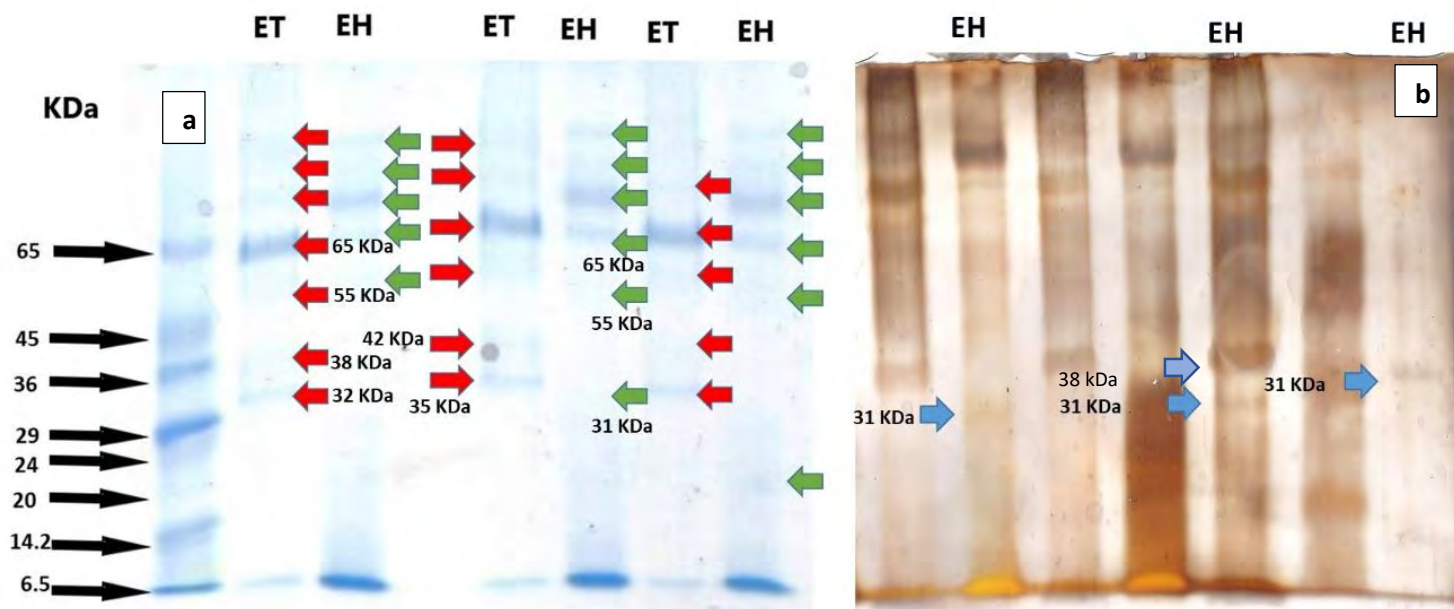 ET EH ET EH ET EH
KDa
a
65
65 KDa
65 KDa
55 KDa
55 KDa
45
42 KDa
38 KDa
36
32 KDa
35 KDa
31 KDa
29
24
20
14.2
6.5
EH EH EH
b
38 kDa
31 KDa
31 KDa
31 KDa